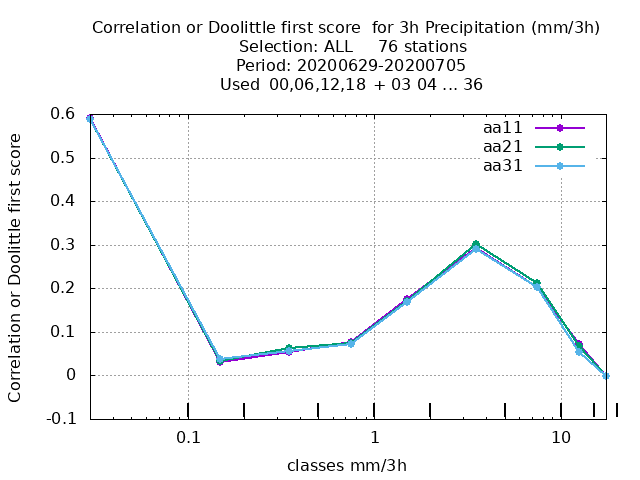 Correlation or Doolittle first score  for 3h Precipitation (mm/3h)
Selection: ALL     76 stations
Period: 20200629-20200705
Used  00,06,12,18  + 03 04 ... 36
aa11
aa21
aa31
0.6
0.5
0.4
0.3
0.2
0.1
0
-0.1
0.1
1
10
Correlation or Doolittle first score
classes mm/3h